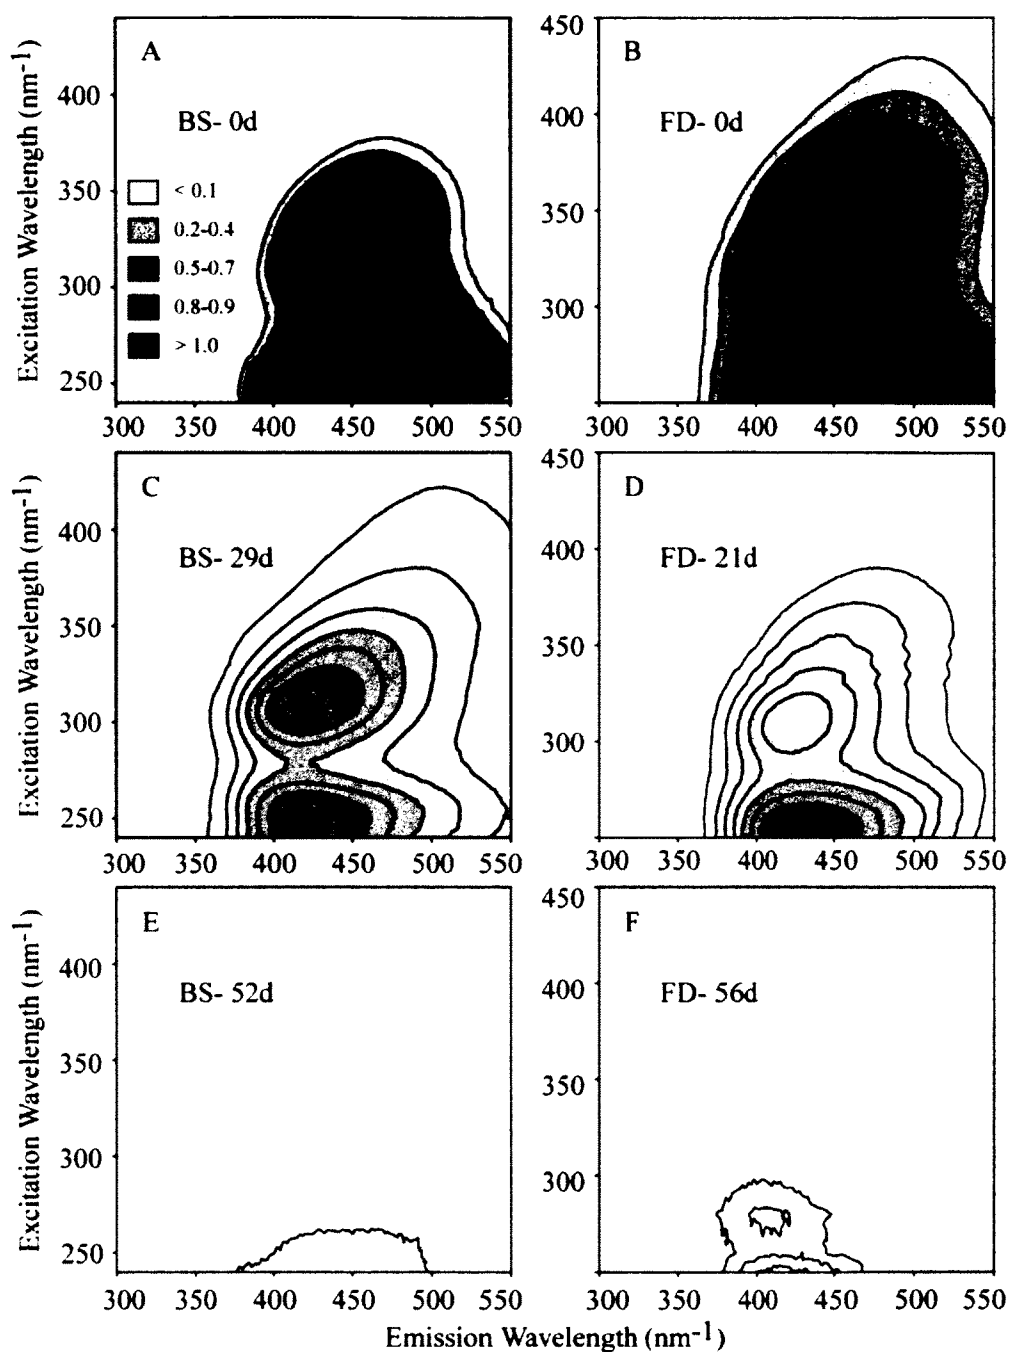 A
BS- 0d
< 0.1
0.2-0.4
0.5-0.7
0.8-0.9
> 1.0
Excitation Wavelength (nm-1)
400
350
300
250
300 350 400 450 500 550
B
FD- 0d
450
400
350
300
300 350 400 450 500 550
C
BS- 29d
Excitation Wavelength (nm-1)
400
350
300
250
300 350 400 450 500 550
D
FD- 21d
450
400
350
300
300 350 400 450 500 550
E
BS- 52d
Excitation Wavelength (nm-1)
400
350
300
250
300 350 400 450 500 550
F
FD- 56d
450
400
350
300
300 350 400 450 500 550
Emission Wavelength (nm-1)